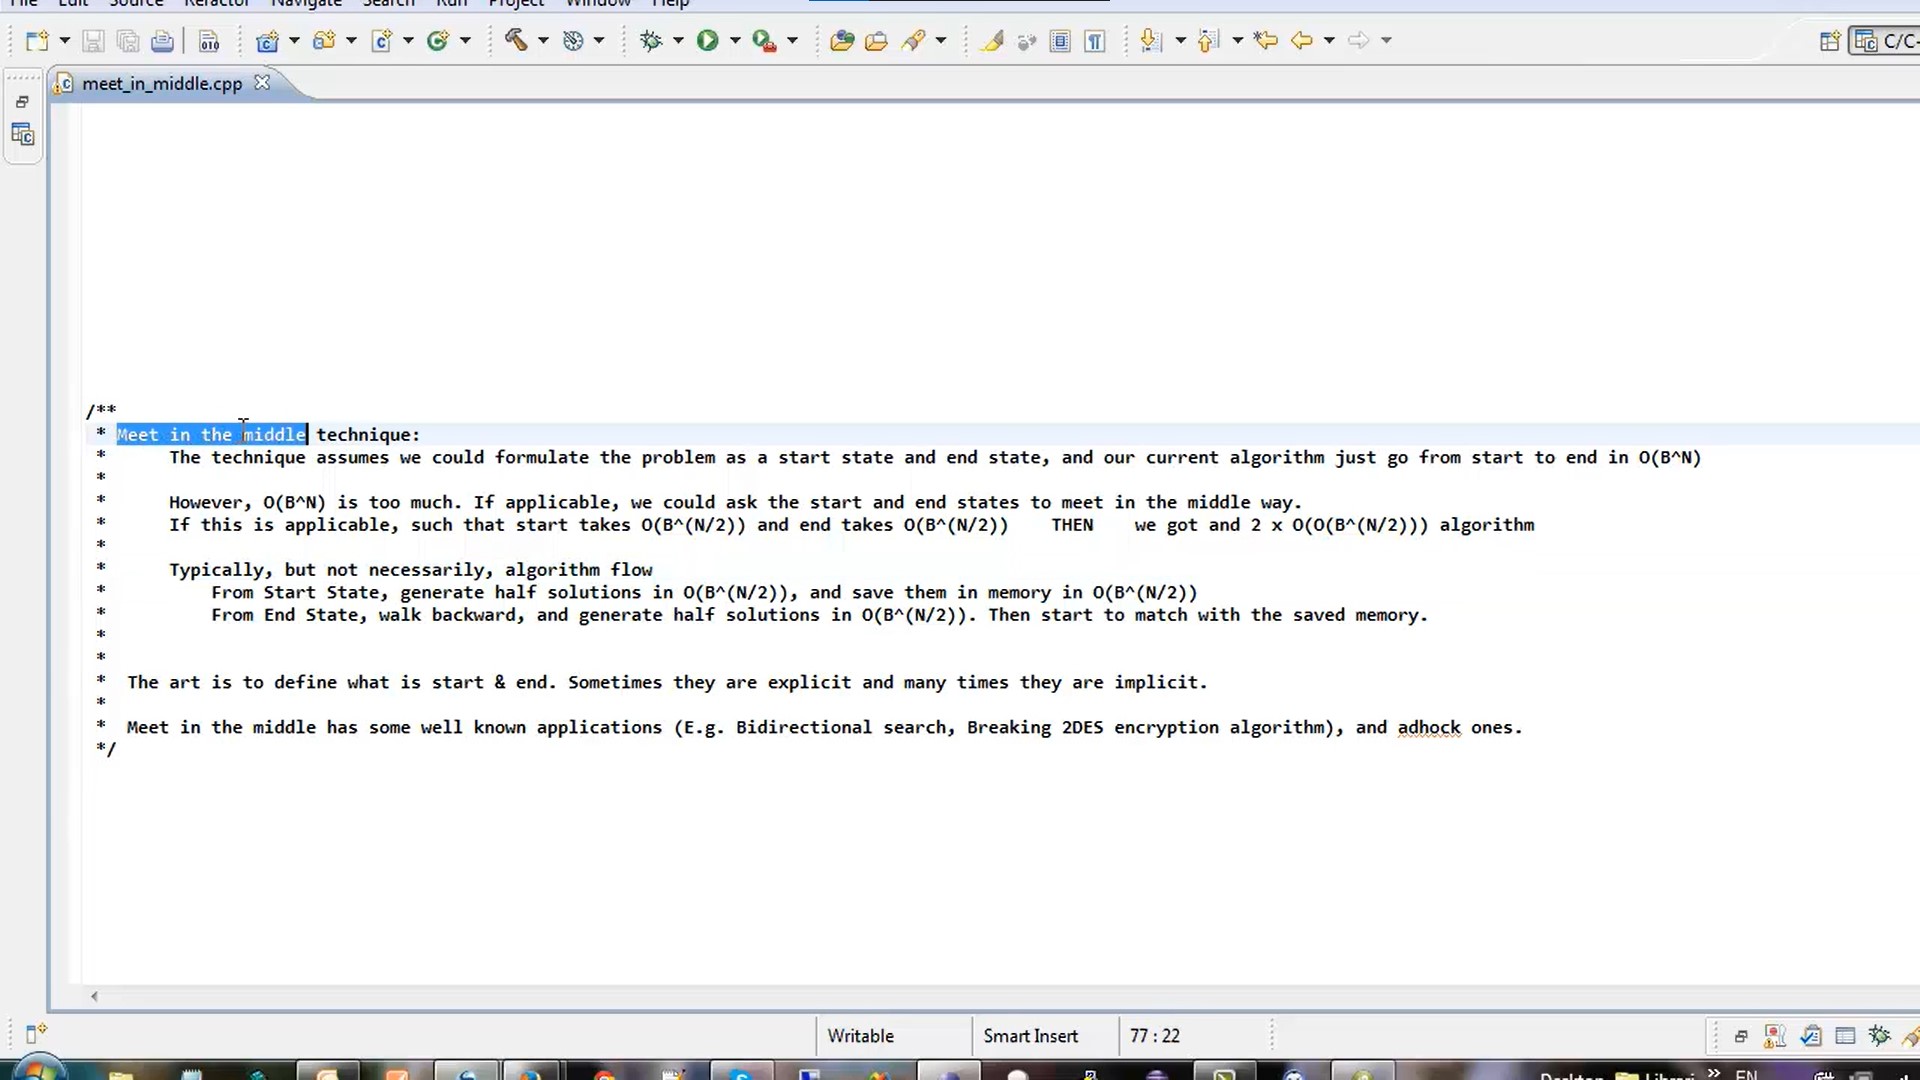 File Edit Source Refactor Navigate Search Run Project Window Help
010
C/C-
meet_in_middle.cpp
/**
* Meet in the middle technique:
* The technique assumes we could formulate the problem as a start state and end state, and our current algorithm just go from start to end in O(B^N)
*
However, O(B^N) is too much. If applicable, we could ask the start and end states to meet in the middle way.
* If this is applicable, such that start takes O(B^(N/2)) and end takes O(B^(N/2)) THEN we got and 2 x O(O(B^(N/2))) algorithm
*
* Typically, but not necessarily, algorithm flow
* From Start State, generate half solutions in O(B^(N/2)), and save them in memory in O(B^(N/2))
* From End State, walk backward, and generate half solutions in O(B^(N/2)). Then start to match with the saved memory.
*
*
* The art is to define what is start & end. Sometimes they are explicit and many times they are implicit.
*
* Meet in the middle has some well known applications (E.g. Bidirectional search, Breaking 2DES encryption algorithm), and adhock ones.
*/
Writable Smart Insert 77 : 22
Desktop Librari » EN